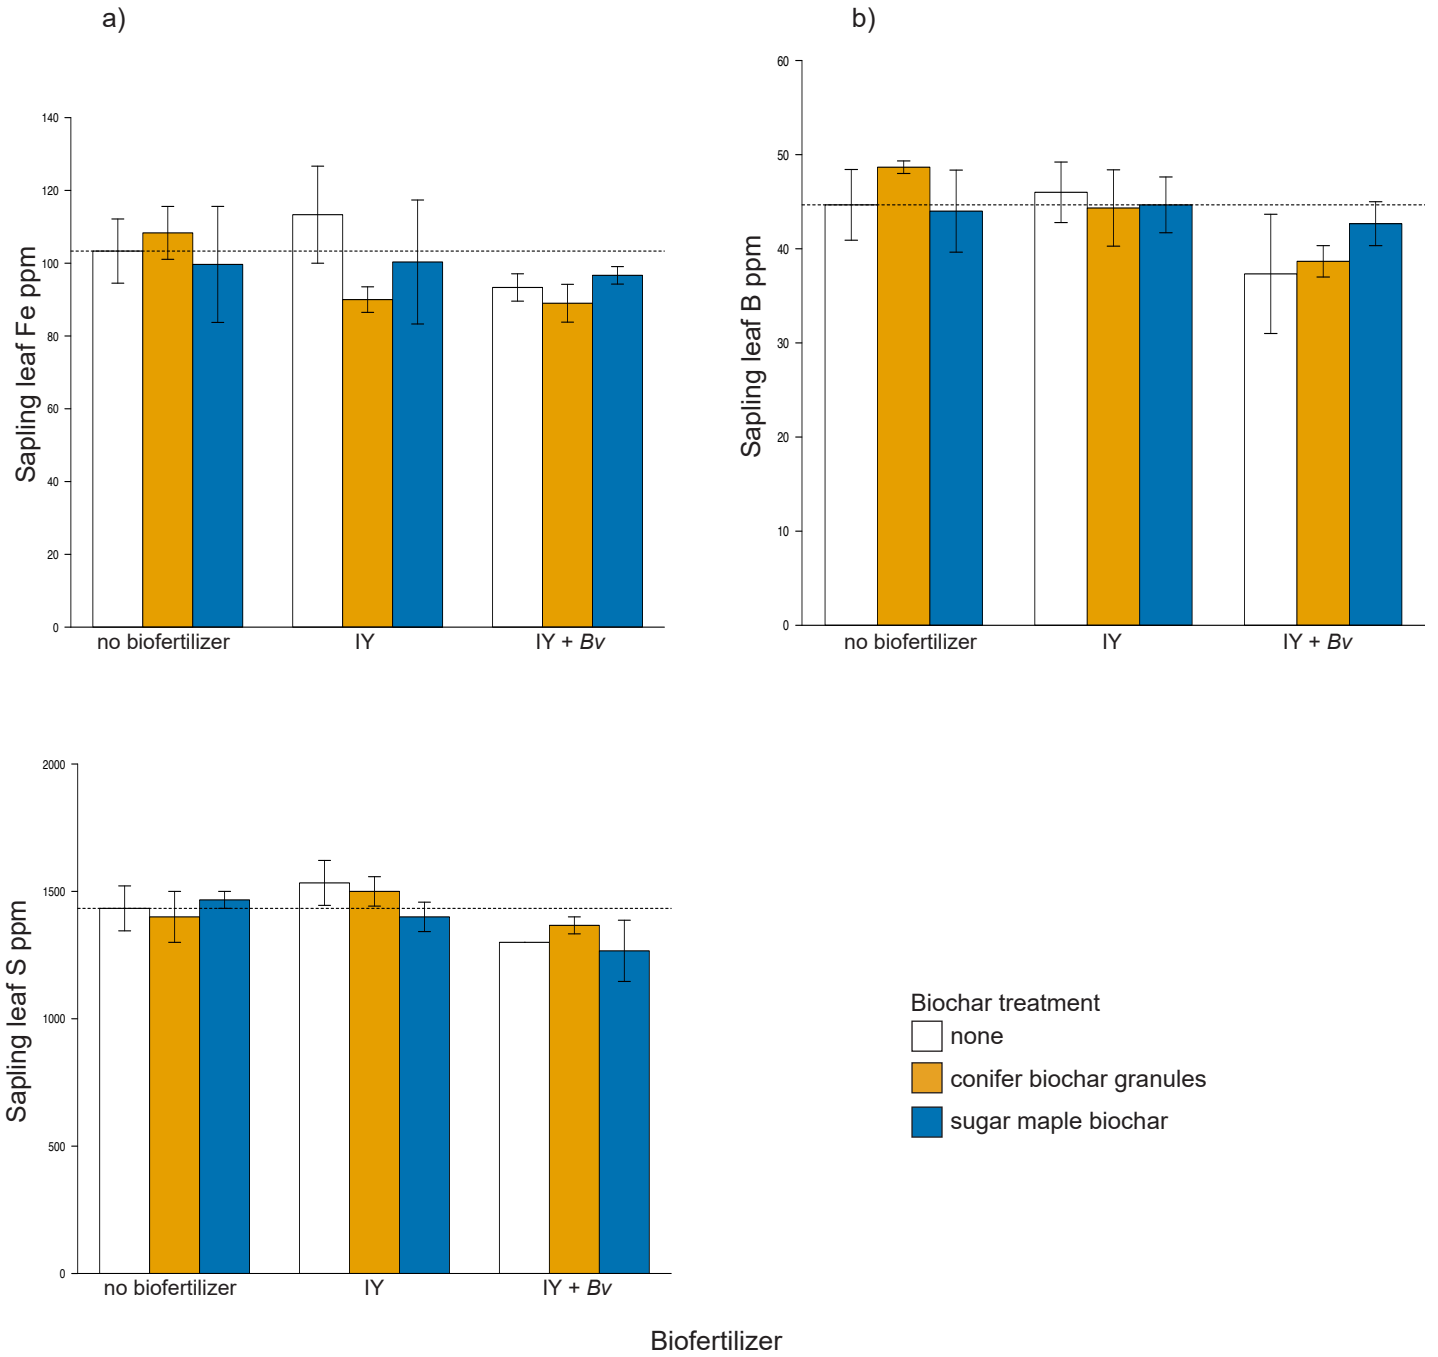 a)
b)
Sapling leaf Fe ppm
140
120
100
80
60
40
20
0
no biofertilizer
IY
IY + Bv
Sapling leaf B ppm
60
50
40
30
20
10
0
no biofertilizer
IY
IY + Bv
Sapling leaf S ppm
2000
1500
1000
500
0
no biofertilizer
IY
IY + Bv
Biochar treatment
none
conifer biochar granules
sugar maple biochar
Biofertilizer